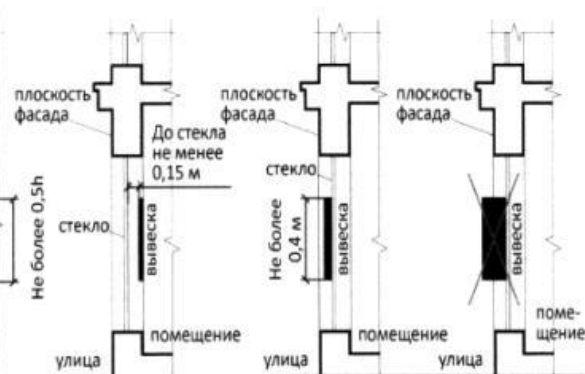 плоскость
фасада
До стекла
не менее
0,15 м
Не более 0,5h
стекло
вывеска
помещение
улица
плоскость
фасада
стекло
Не более
0,4 м
вывеска
помещение
улица
плоскость
фасада
вывеска
поме-
щение
улица